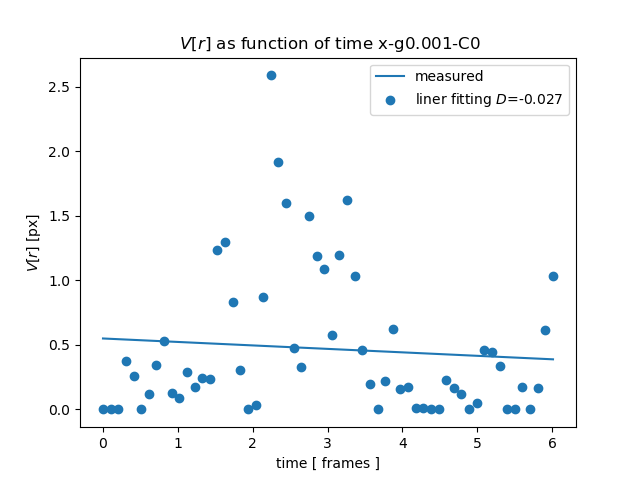 V[r] as function of time x-g0.001-C0
measured
liner fitting D=-0.027
2.5
2.0
1.5
1.0
0.5
0.0
V[r] [px]
0 1 2 3 4 5 6
time [ frames ]